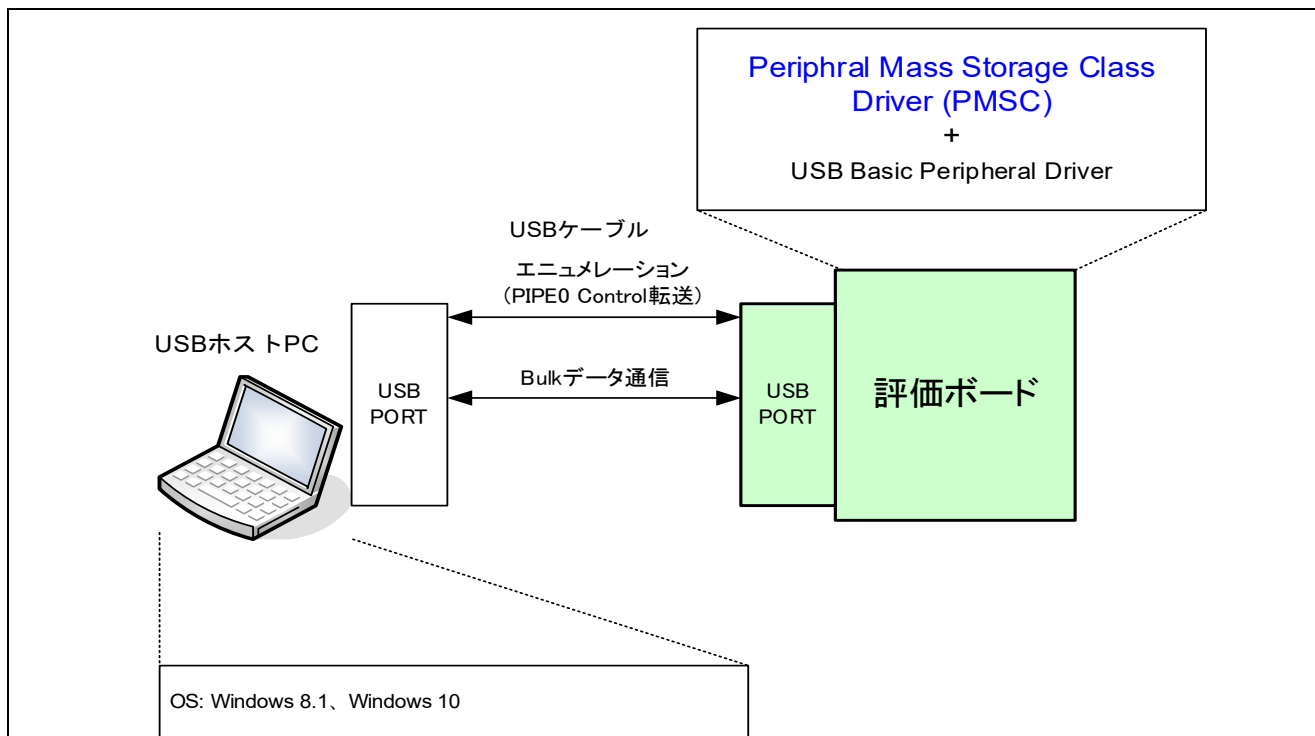 Periphral Mass Storage Class
Driver (PMSC)
+
USB Basic Peripheral Driver
USBケーブル
エニュメレーション
(PIPE0 Control転送)
USBホストPC
USB
PORT
Bulkデータ通信
USB
PORT
評価ボード
OS: Windows 8.1、Windows 10